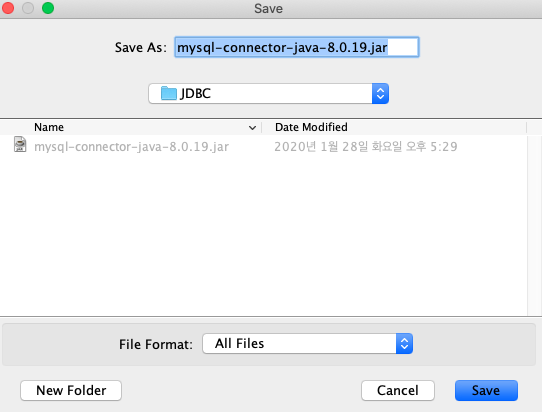 Save
Save As: mysql-connector-java-8.0.19.jar
JDBC
Name Date Modified
mysql-connector-java-8.0.19.jar 2020년 1월 28일 화요일 오후 5:29
File Format: All Files
New Folder Cancel Save